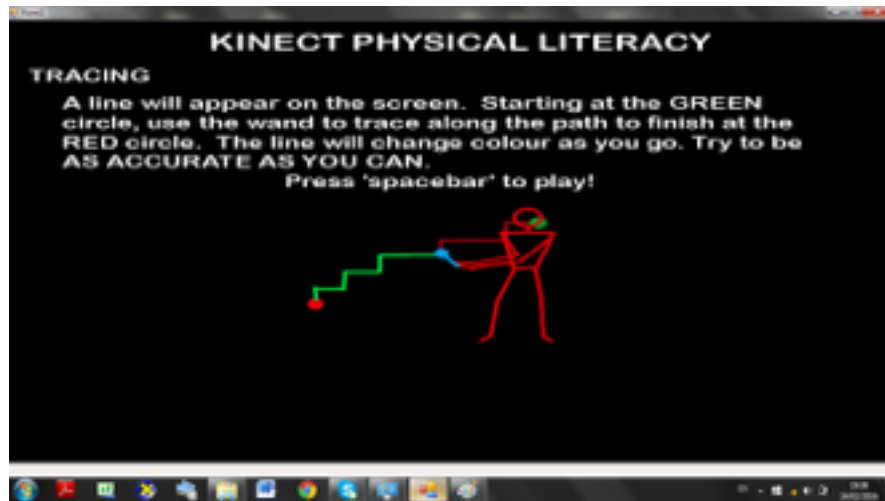 KINECT PHYSICAL LITERACY
TRACING
A line will appear on the screen. Starting at the GREEN
circle, use the wand to trace along the path to finish at the
RED circle. The line will change colour as you go. Try to be
AS ACCURATE AS YOU CAN.
Press 'spacebar' to play!